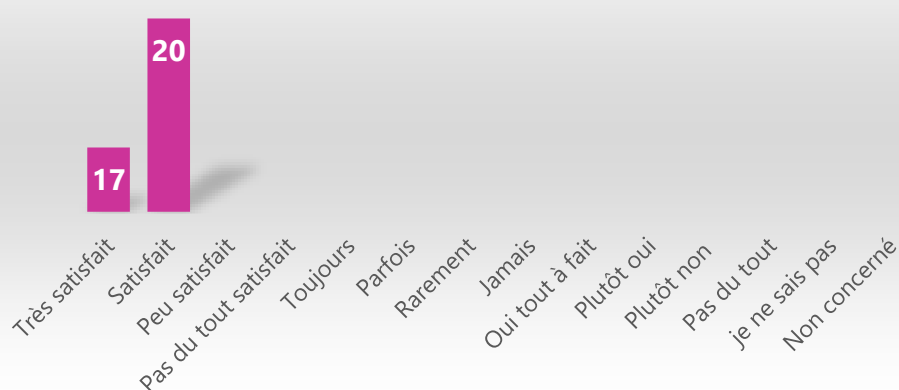 20
17
Très satisfait
Satisfait
Peu satisfait
Pas du tout satisfait
Toujours
Parfois
Rarement
Jamais
Oui tout à fait
Plutôt oui
Plutôt non
Pas du tout
je ne sais pas
Non concerné